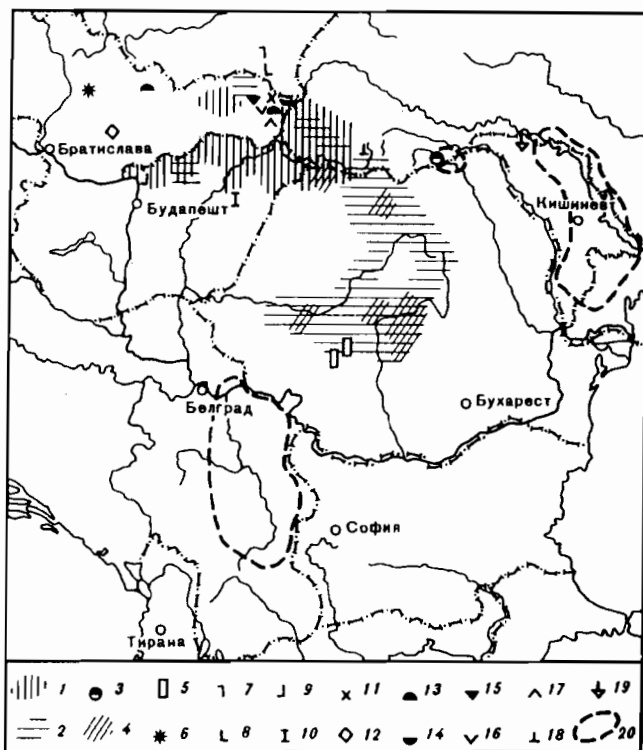 Братислава
Будапешт
Кишинев
Белград
Бухарест
София
Тирана
1 3 5 7 9 11 13 15 17 19
2 4 6 8 10 12 14 16 18 20